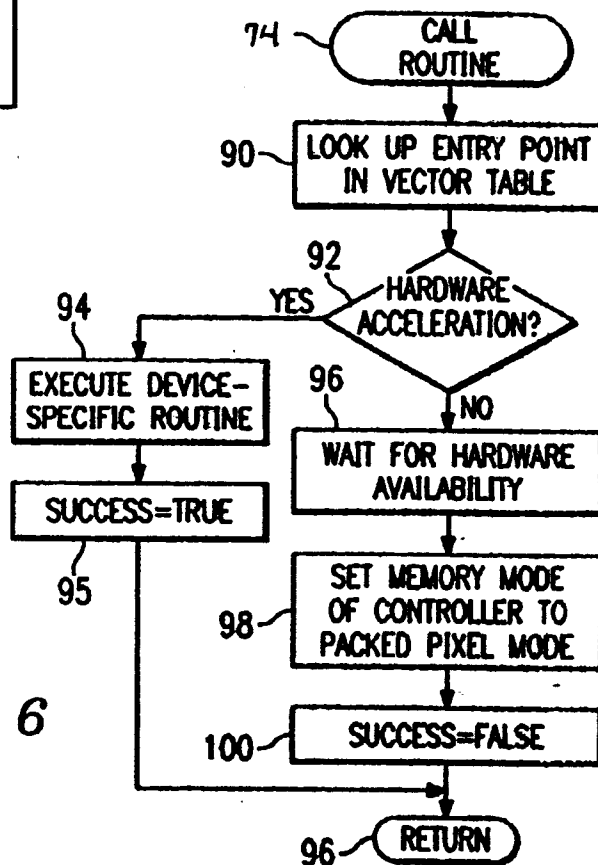 74
CALL
ROUTINE
90
LOOK UP ENTRY POINT
IN VECTOR TABLE
92
HARDWARE
ACCELERATION?
YES
NO
94
EXECUTE DEVICE-
SPECIFIC ROUTINE
SUCCESS=TRUE
95
96
WAIT FOR HARDWARE
AVAILABILITY
98
SET MEMORY MODE
OF CONTROLLER TO
PACKED PIXEL MODE
6
100
SUCCESS=FALSE
96
RETURN